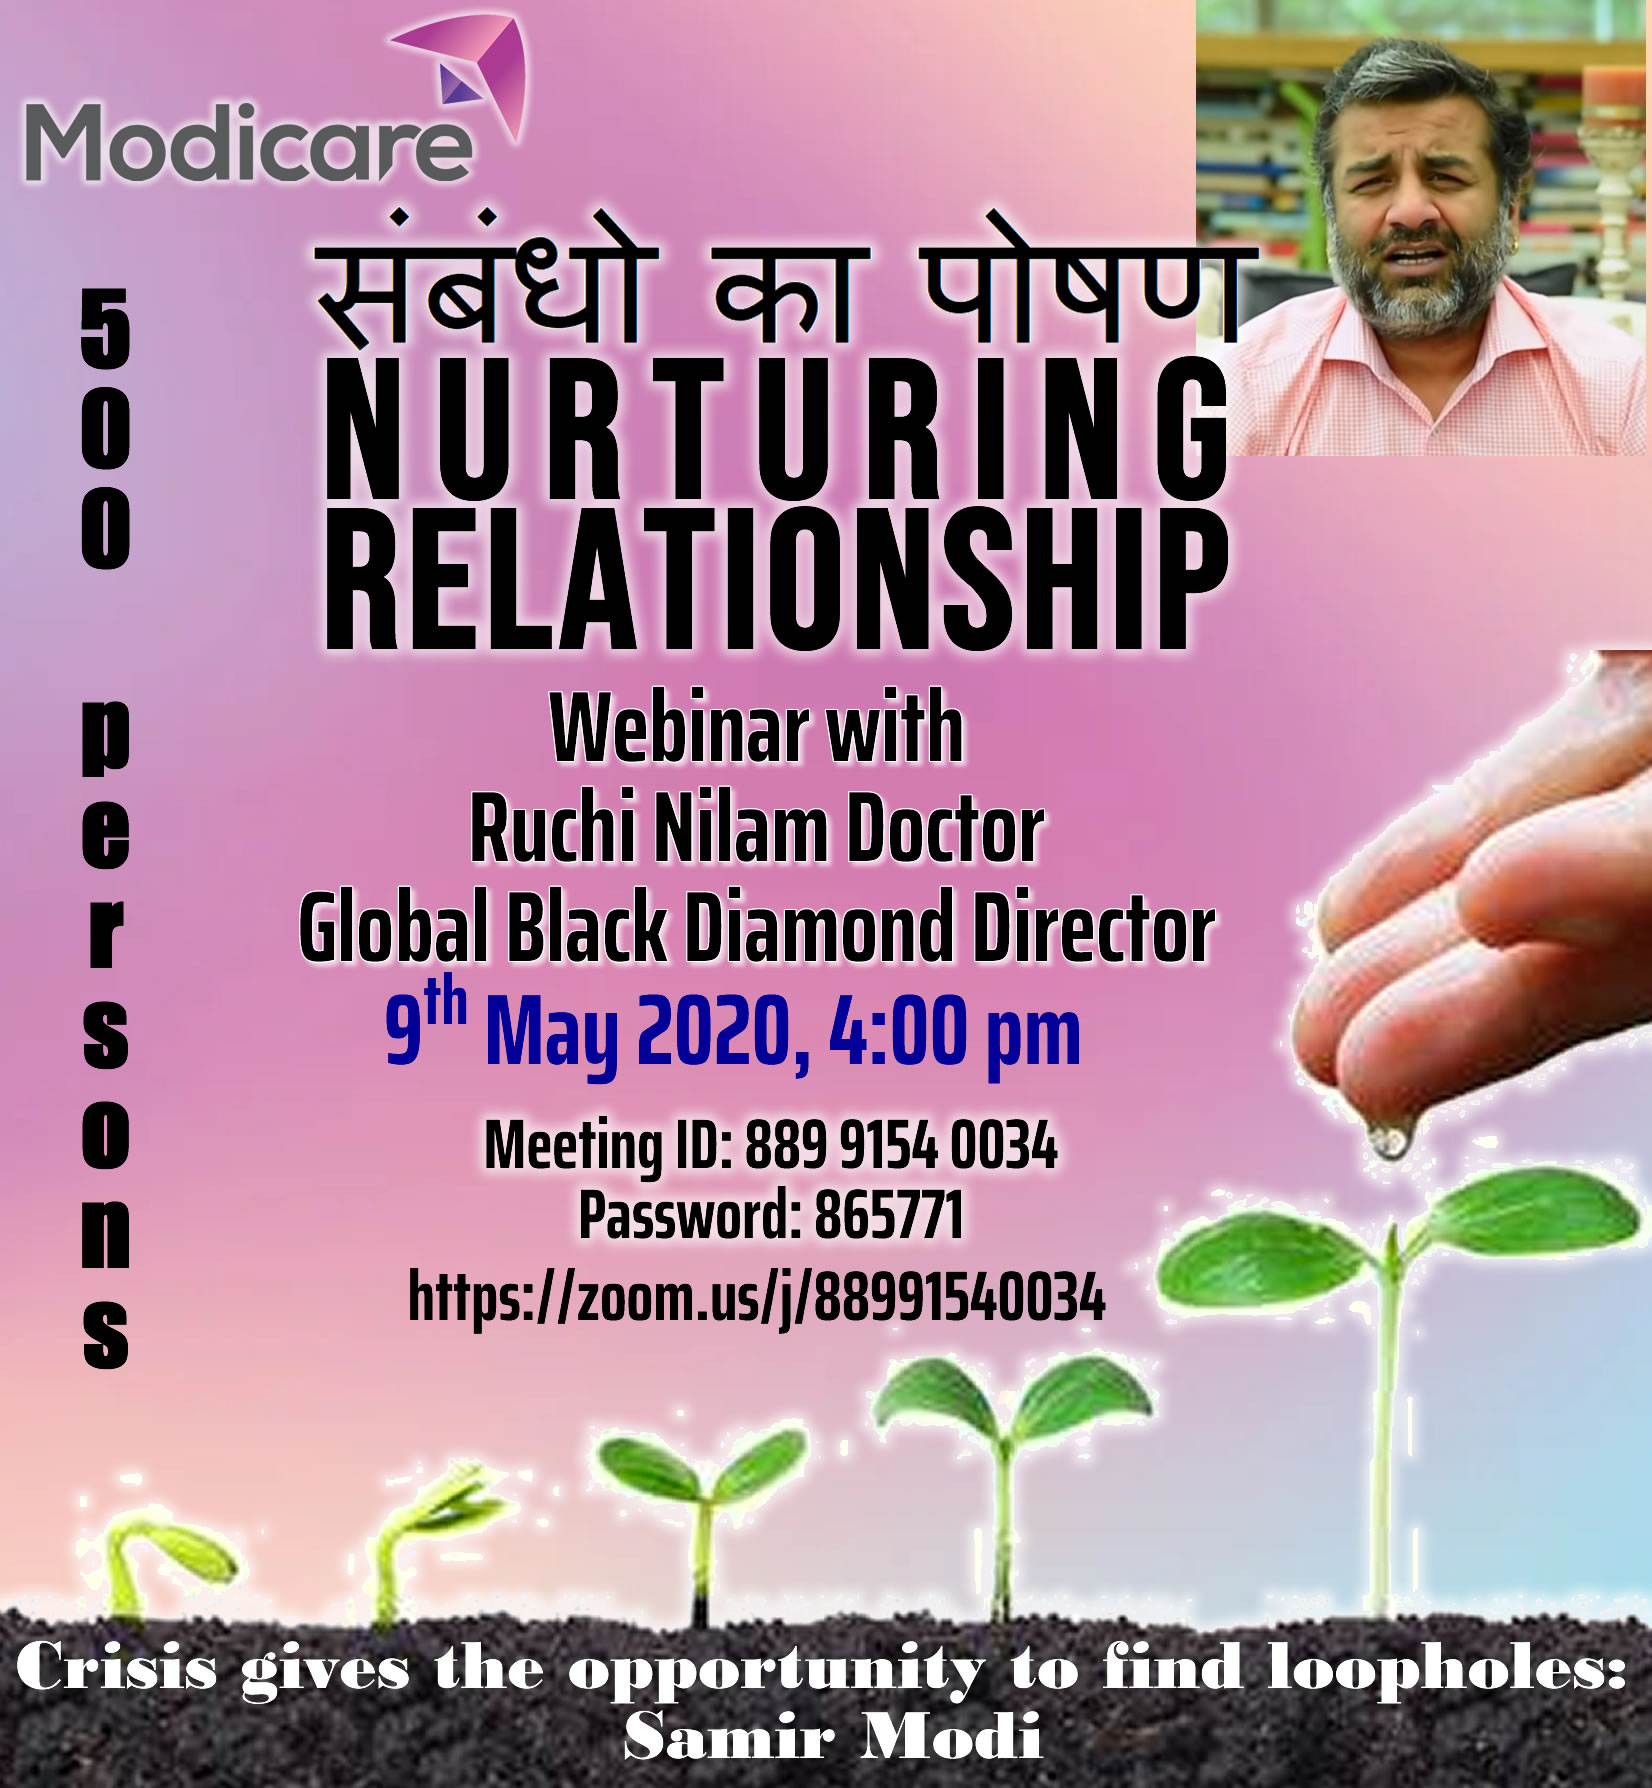 Modicare
500 persons
संबंधो का पोषण
NURTURING
RELATIONSHIP
Webinar with
Ruchi Nilam Doctor
Global Black Diamond Director
9th May 2020, 4:00 pm
Meeting ID: 889 9154 0034
Password: 865771
https://zoom.us/j/88991540034
Crisis gives the opportunity to find loopholes:
Samir Modi